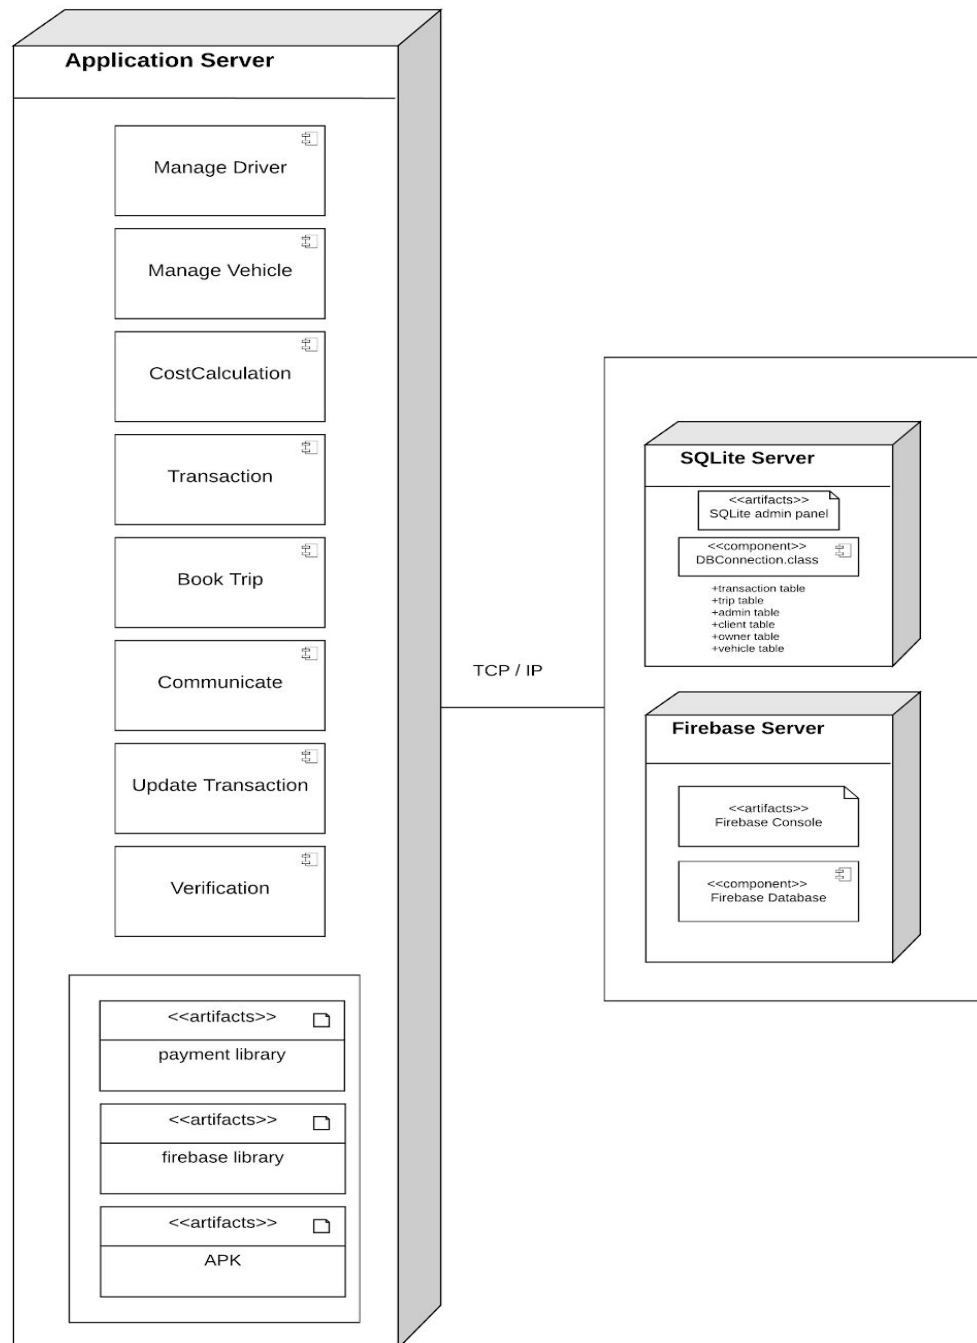 Application Server
Manage Driver
Manage Vehicle
CostCalculation
Transaction
Book Trip
Communicate
Update Transaction
Verification
<<artifacts>>
payment library
<<artifacts>>
firebase library
<<artifacts>>
APK
TCP / IP
SQLite Server
<<artifacts>>
SQLite admin panel
<<component>>
DBConnection.class
+transaction table
+trip table
+admin table
+client table
+owner table
+vehicle table
Firebase Server
<<artifacts>>
Firebase Console
<<component>>
Firebase Database